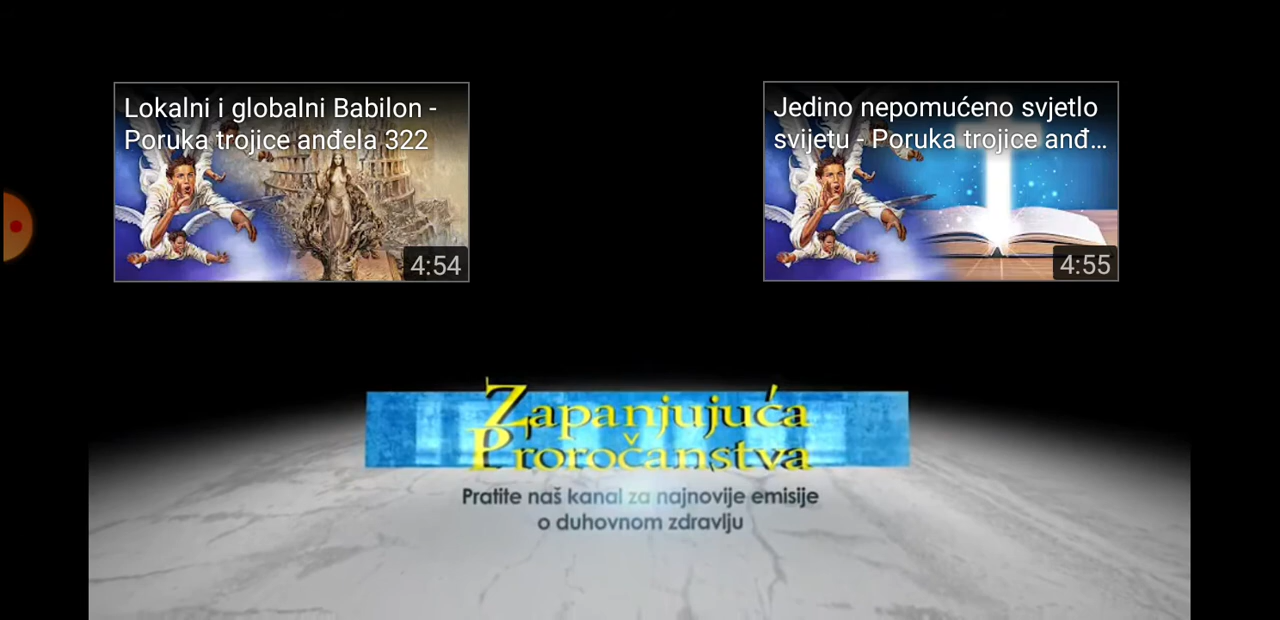 Lokalni i globalni Babilon -
Poruka trojice anđela 322
4:54
Jedino nepomućeno svjetlo
svijetu - Poruka trojice anđ...
4:55
Zapanjujuća
Proročanstva
Pratite naš kanal za najnovije emisije
o duhovnom zdravlju